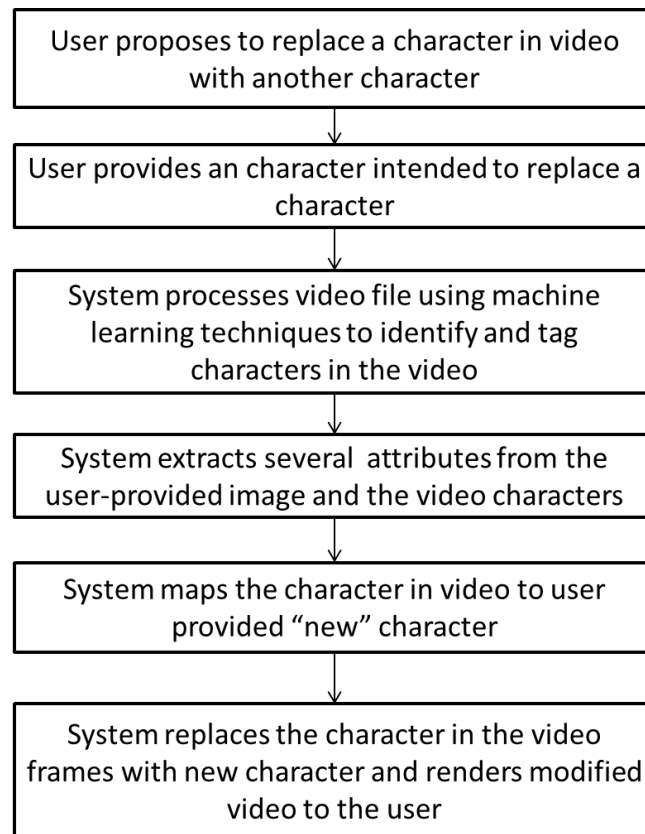 User proposes to replace a character in video
with another character
User provides an character intended to replace a
character
System processes video file using machine
learning techniques to identify and tag
characters in the video
System extracts several attributes from the
user-provided image and the video characters
System maps the character in video to user
provided “new” character
System replaces the character in the video
frames with new character and renders modified
video to the user